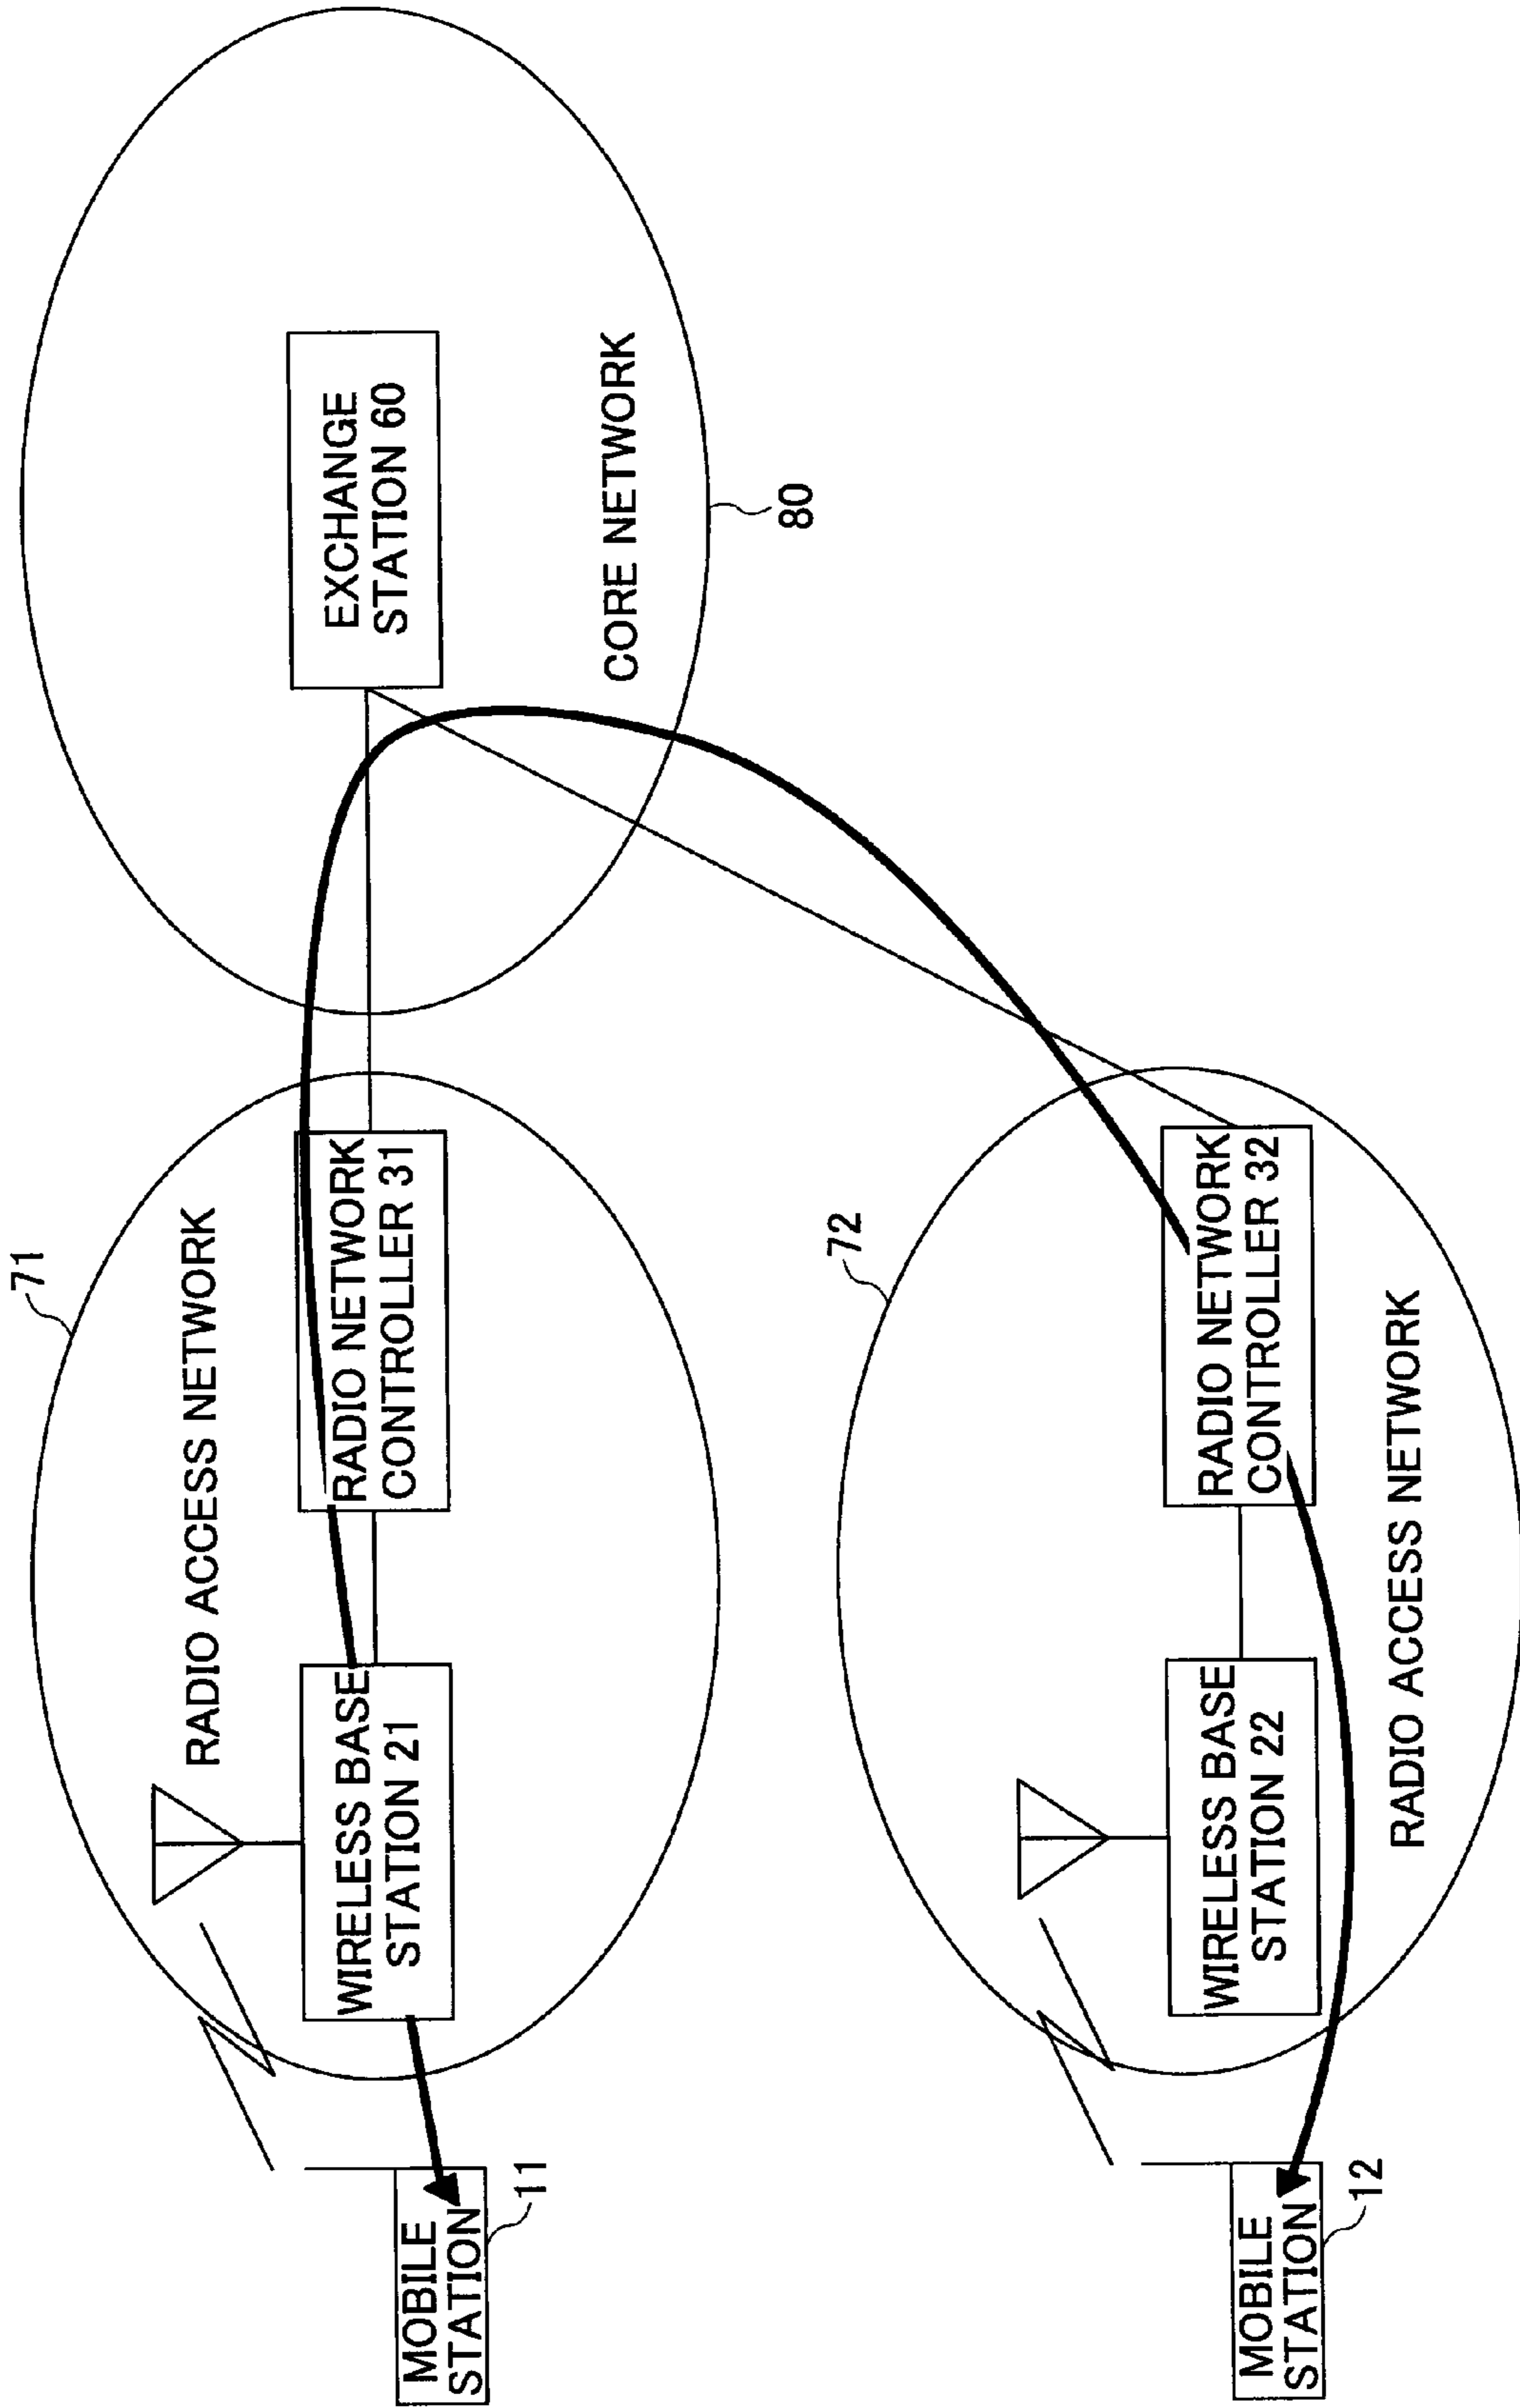 71
RADIO ACCESS NETWORK
MOBILE
STATION
11
WIRELESS BASE
STATION 21
RADIO NETWORK
CONTROLLER 31
EXCHANGE
STATION 60
CORE NETWORK
80
72
MOBILE
STATION
12
WIRELESS BASE
STATION 22
RADIO NETWORK
CONTROLLER 32
RADIO ACCESS NETWORK